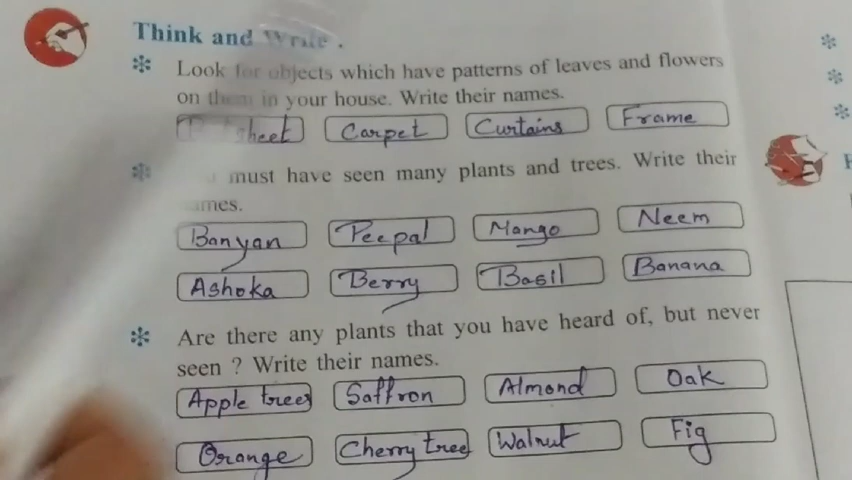 Think and Write .
Look for objects which have patterns of leaves and flowers
on them in your house. Write their names.
Carpet Curtains Frame
must have seen many plants and trees. Write their
names.
Banyan Peepal Mango Neem
Ashoka Berry Basil Banana
Are there any plants that you have heard of, but never
seen ? Write their names.
Apple trees Saffron Almond Oak
Orange Cherry tree Walnut Fig